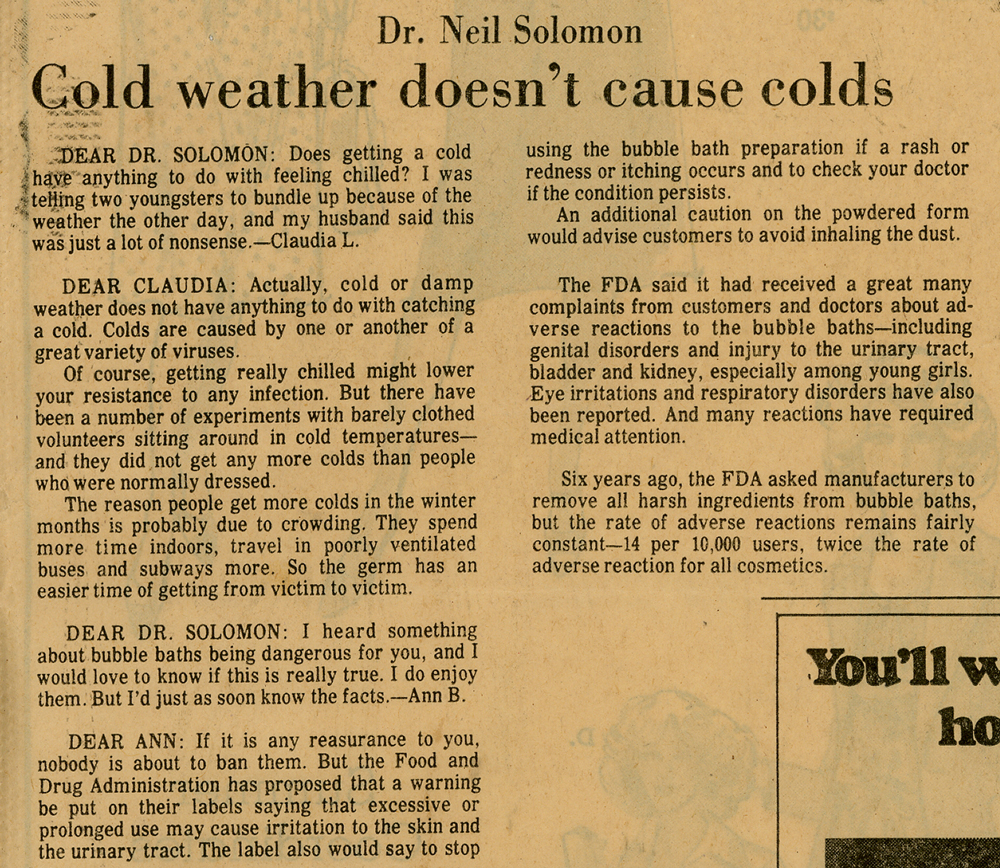 Dr. Neil Solomon
Cold weather doesn't cause colds
DEAR DR. SOLOMON: Does getting a cold
have anything to do with feeling chilled? I was
telling two youngsters to bundle up because of the
weather the other day, and my husband said this
was just a lot of nonsense.—Claudia L.
DEAR CLAUDIA: Actually, cold or damp
weather does not have anything to do with catching
a cold. Colds are caused by one or another of a
great variety of viruses.
Of course, getting really chilled might lower
your resistance to any infection. But there have
been a number of experiments with barely clothed
volunteers sitting around in cold temperatures—
and they did not get any more colds than people
who were normally dressed.
The reason people get more colds in the winter
months is probably due to crowding. They spend
more time indoors, travel in poorly ventilated
buses and subways more. So the germ has an
easier time of getting from victim to victim.
DEAR DR. SOLOMON: I heard something
about bubble baths being dangerous for you, and I
would love to know if this is really true. I do enjoy
them. But I'd just as soon know the facts.—Ann B.
DEAR ANN: If it is any reasurance to you,
nobody is about to ban them. But the Food and
Drug Administration has proposed that a warning
be put on their labels saying that excessive or
prolonged use may cause irritation to the skin and
the urinary tract. The label also would say to stop
using the bubble bath preparation if a rash or
redness or itching occurs and to check your doctor
if the condition persists.
An additional caution on the powdered form
would advise customers to avoid inhaling the dust.
The FDA said it had received a great many
complaints from customers and doctors about ad-
verse reactions to the bubble baths—including
genital disorders and injury to the urinary tract,
bladder and kidney, especially among young girls.
Eye irritations and respiratory disorders have also
been reported. And many reactions have required
medical attention.
Six years ago, the FDA asked manufacturers to
remove all harsh ingredients from bubble baths,
but the rate of adverse reactions remains fairly
constant—14 per 10,000 users, twice the rate of
adverse reaction for all cosmetics.
You'll w
ho